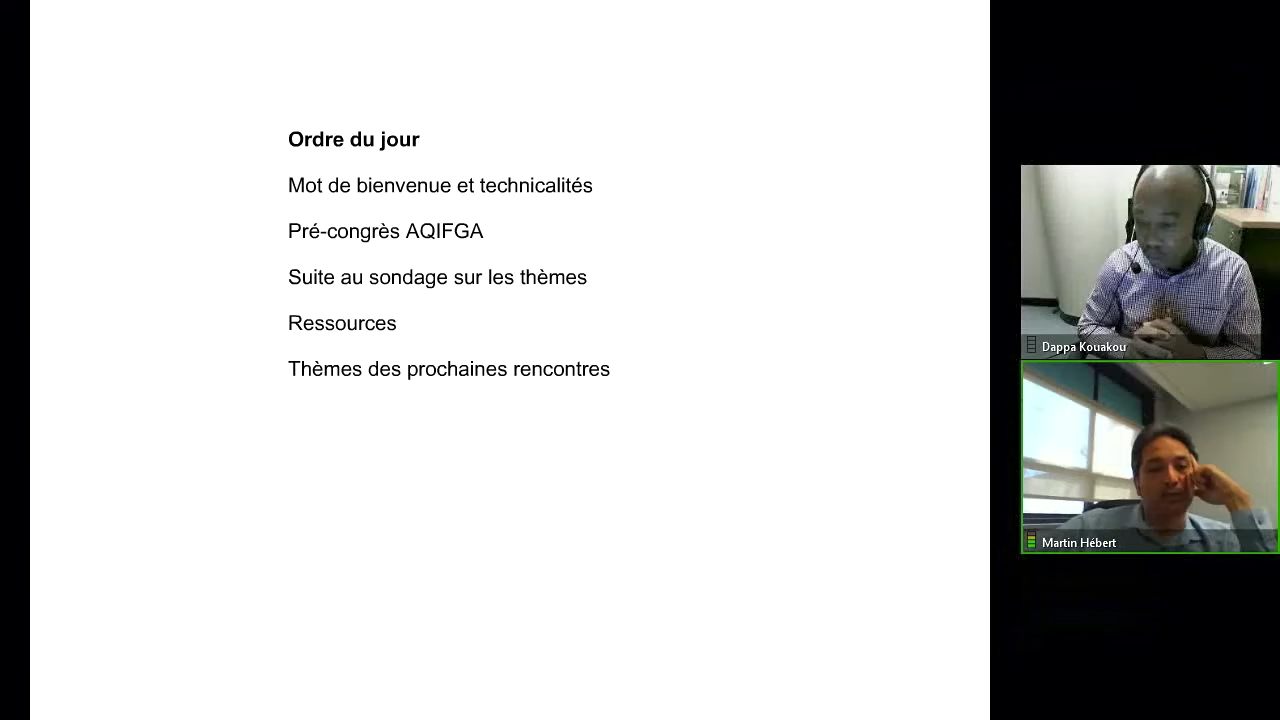 Ordre du jour
Mot de bienvenue et technicalités
Pré-congrès AQIFGA
Suite au sondage sur les thèmes
Ressources
Thèmes des prochaines rencontres
Dappa Kouakou
Martin Hébert